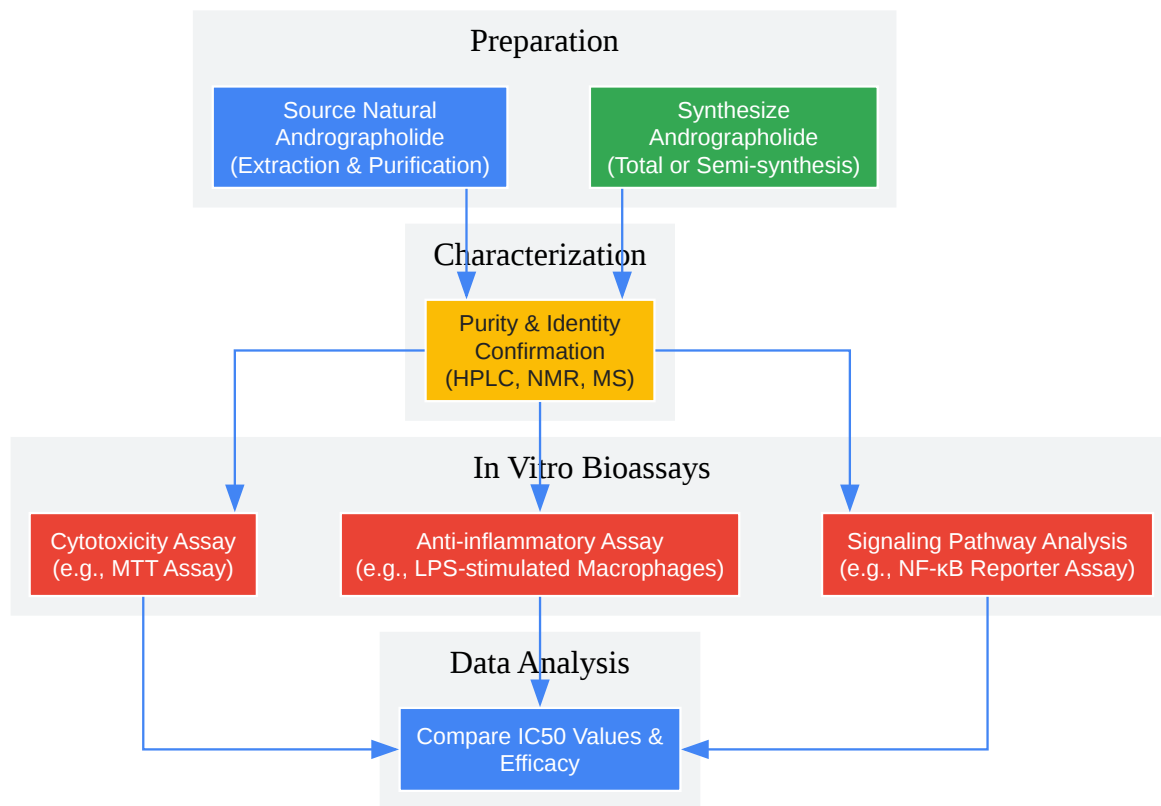 Preparation
Source Natural
Andrographolide
(Extraction & Purification)
Synthesize
Andrographolide
(Total or Semi-synthesis)
Characterization
Purity & Identity
Confirmation
(HPLC, NMR, MS)
In Vitro Bioassays
Cytotoxicity Assay
(e.g., MTT Assay)
Anti-inflammatory Assay
(e.g., LPS-stimulated Macrophages)
Signaling Pathway Analysis
(e.g., NF-κB Reporter Assay)
Data Analysis
Compare IC50 Values &
Efficacy